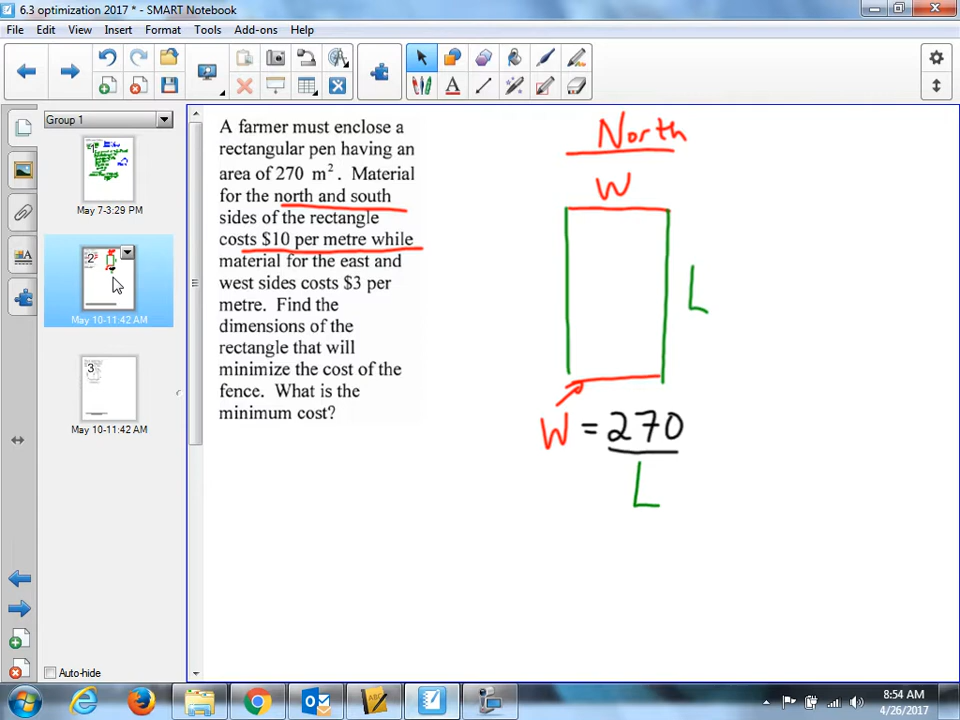 6.3 optimization 2017 * - SMART Notebook
File Edit View Insert Format Tools Add-ons Help
Group 1
May 7-3:29 PM
2
May 10-11:42 AM
3
May 10-11:42 AM
Auto-hide
A farmer must enclose a
rectangular pen having an
area of 270 m². Material
for the north and south
sides of the rectangle
costs $10 per metre while
material for the east and
west sides costs $3 per
metre. Find the
dimensions of the
rectangle that will
minimize the cost of the
fence. What is the
minimum cost?
North
W
L
W = 270
L
8:54 AM
4/26/2017